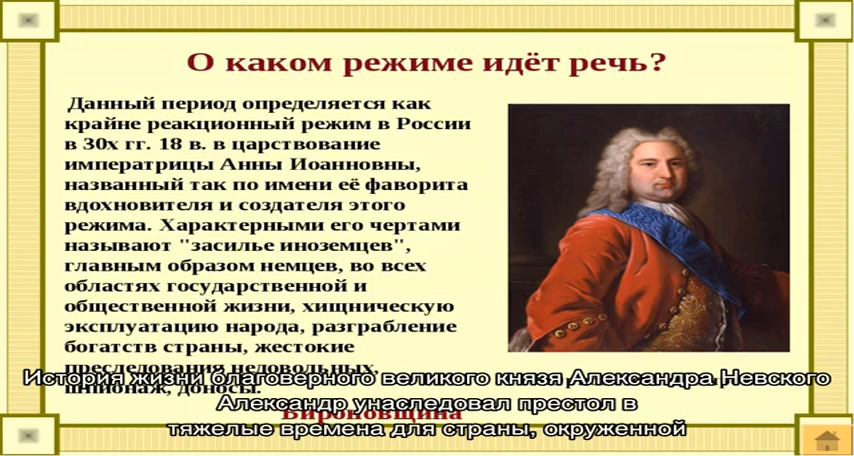 О каком режиме идёт речь?
Данный период определяется как
крайне реакционный режим в России
в 30х гг. 18 в. в царствование
императрицы Анны Иоанновны,
названный так по имени её фаворита
вдохновителя и создателя этого
режима. Характерными его чертами
называют "засилье иноземцев",
главным образом немцев, во всех
областях государственной и
общественной жизни, хищническую
эксплуатацию народа, разграбление
богатств страны, жестокие
преследования недовольных,
шпионаж, доносы.
Бироновщина
История жизни благоверного великого князя Александра Невского
Александр унаследовал престол в
тяжелые времена для страны, окруженной